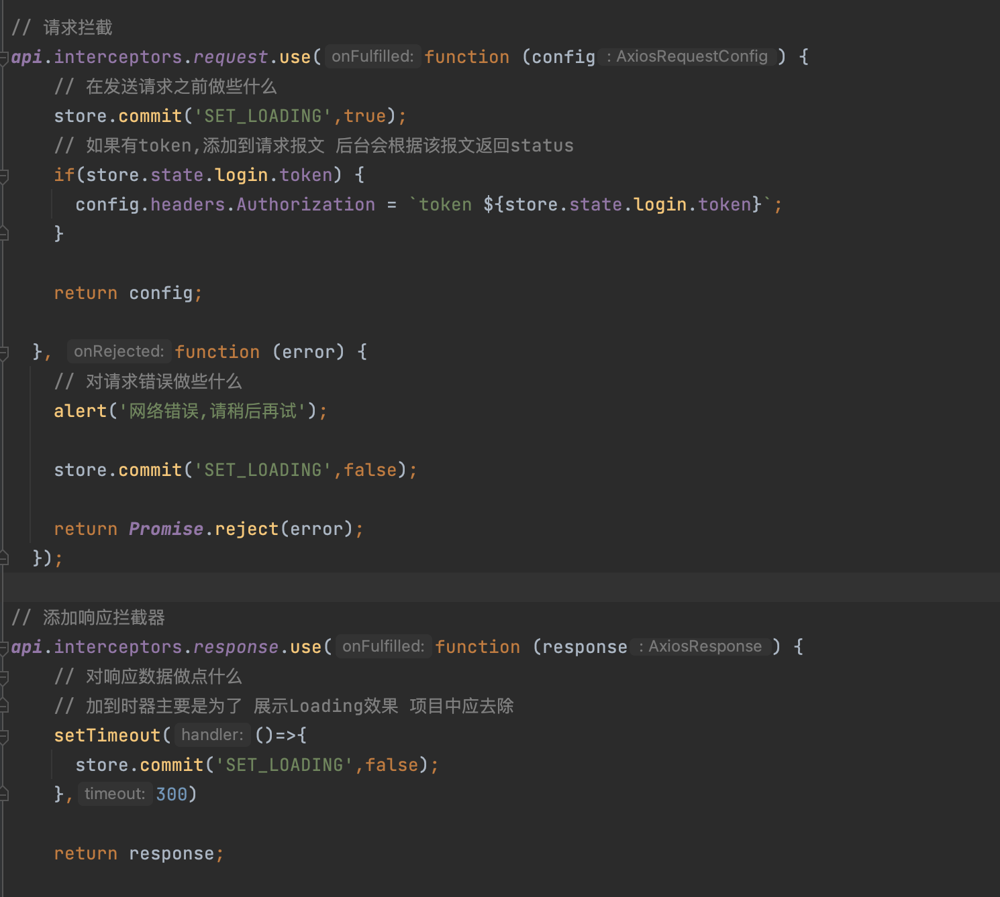 // 请求拦截
api.interceptors.request.use( onFulfilled: function (config : AxiosRequestConfig ) {
// 在发送请求之前做些什么
store.commit('SET_LOADING',true);
// 如果有token,添加到请求报文 后台会根据该报文返回status
if(store.state.login.token) {
config.headers.Authorization = `token ${store.state.login.token}`;
}
return config;
}, onRejected: function (error) {
// 对请求错误做些什么
alert('网络错误,请稍后再试');
store.commit('SET_LOADING',false);
return Promise.reject(error);
});
// 添加响应拦截器
api.interceptors.response.use( onFulfilled: function (response : AxiosResponse ) {
// 对响应数据做点什么
// 加到时器主要是为了 展示Loading效果 项目中应去除
setTimeout( handler: ()=>{
store.commit('SET_LOADING',false);
}, timeout: 300)
return response;